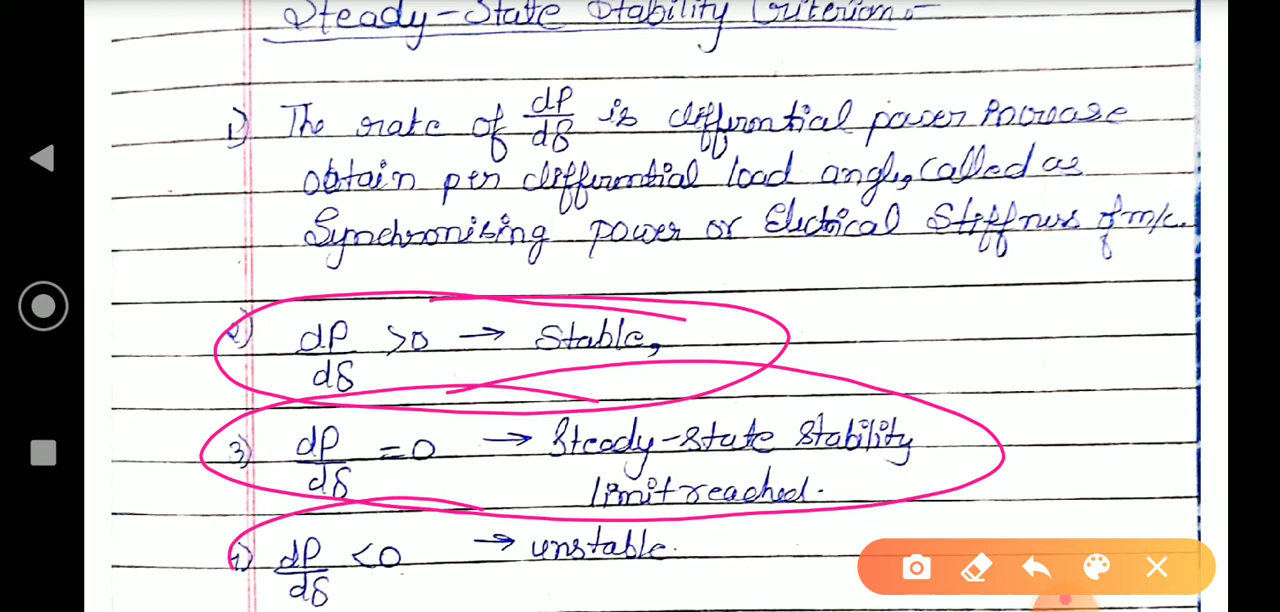 Steady-State Stability Criterion:-
1) The rate of dP/dδ is differential power increase
obtain per differential load angle, called as
Synchronising power or Electrical Stiffness of m/c.
2) dP/dδ >0 → Stable,
3) dP/dδ =0 → Steady-state stability
limit reached.
dP/dδ <0 → unstable.